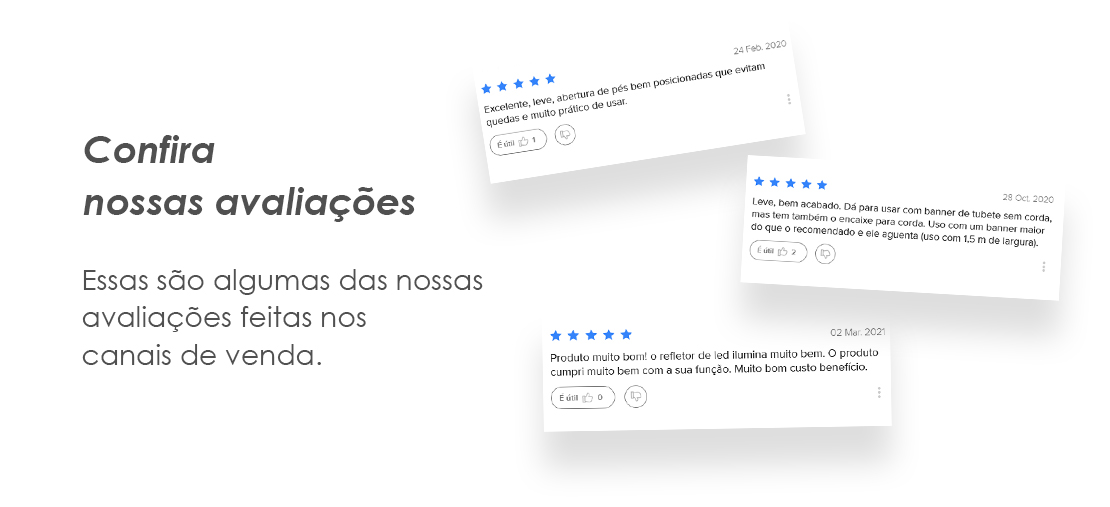 Confira
nossas avaliações
Essas são algumas das nossas
avaliações feitas nos
canais de venda.
24 Feb. 2020
Excelente, leve, abertura de pés bem posicionadas que evitam
quedas e muito prático de usar.
É útil 1
28 Oct. 2020
Leve, bem acabado. Dá para usar com banner de tubete sem corda,
mas tem também o encaixe para corda. Uso com um banner maior
do que o recomendado e ele aguenta (uso com 1,5 m de largura).
É útil 2
02 Mar. 2021
Produto muito bom! o refletor de led ilumina muito bem. O produto
cumpri muito bem com a sua função. Muito bom custo benefício.
É útil 0